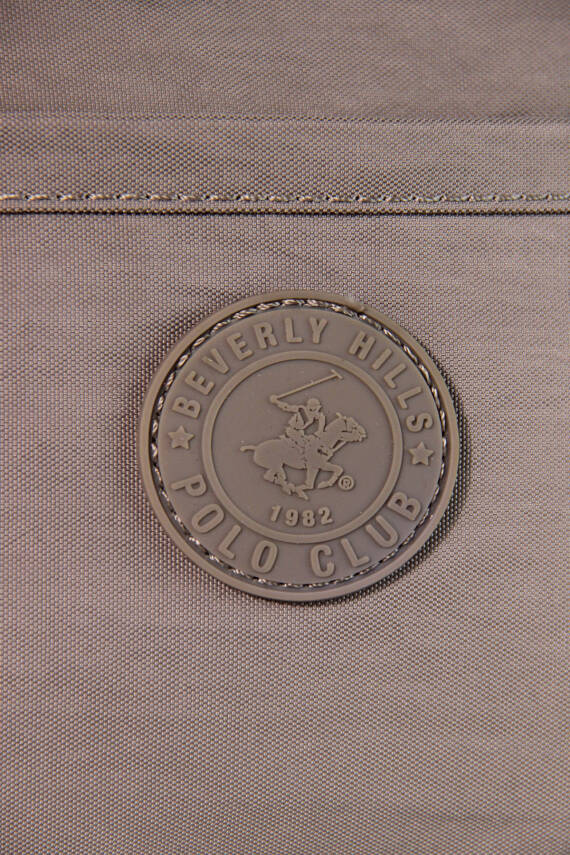 BEVERLY HILLS
®
1982
POLO CLUB